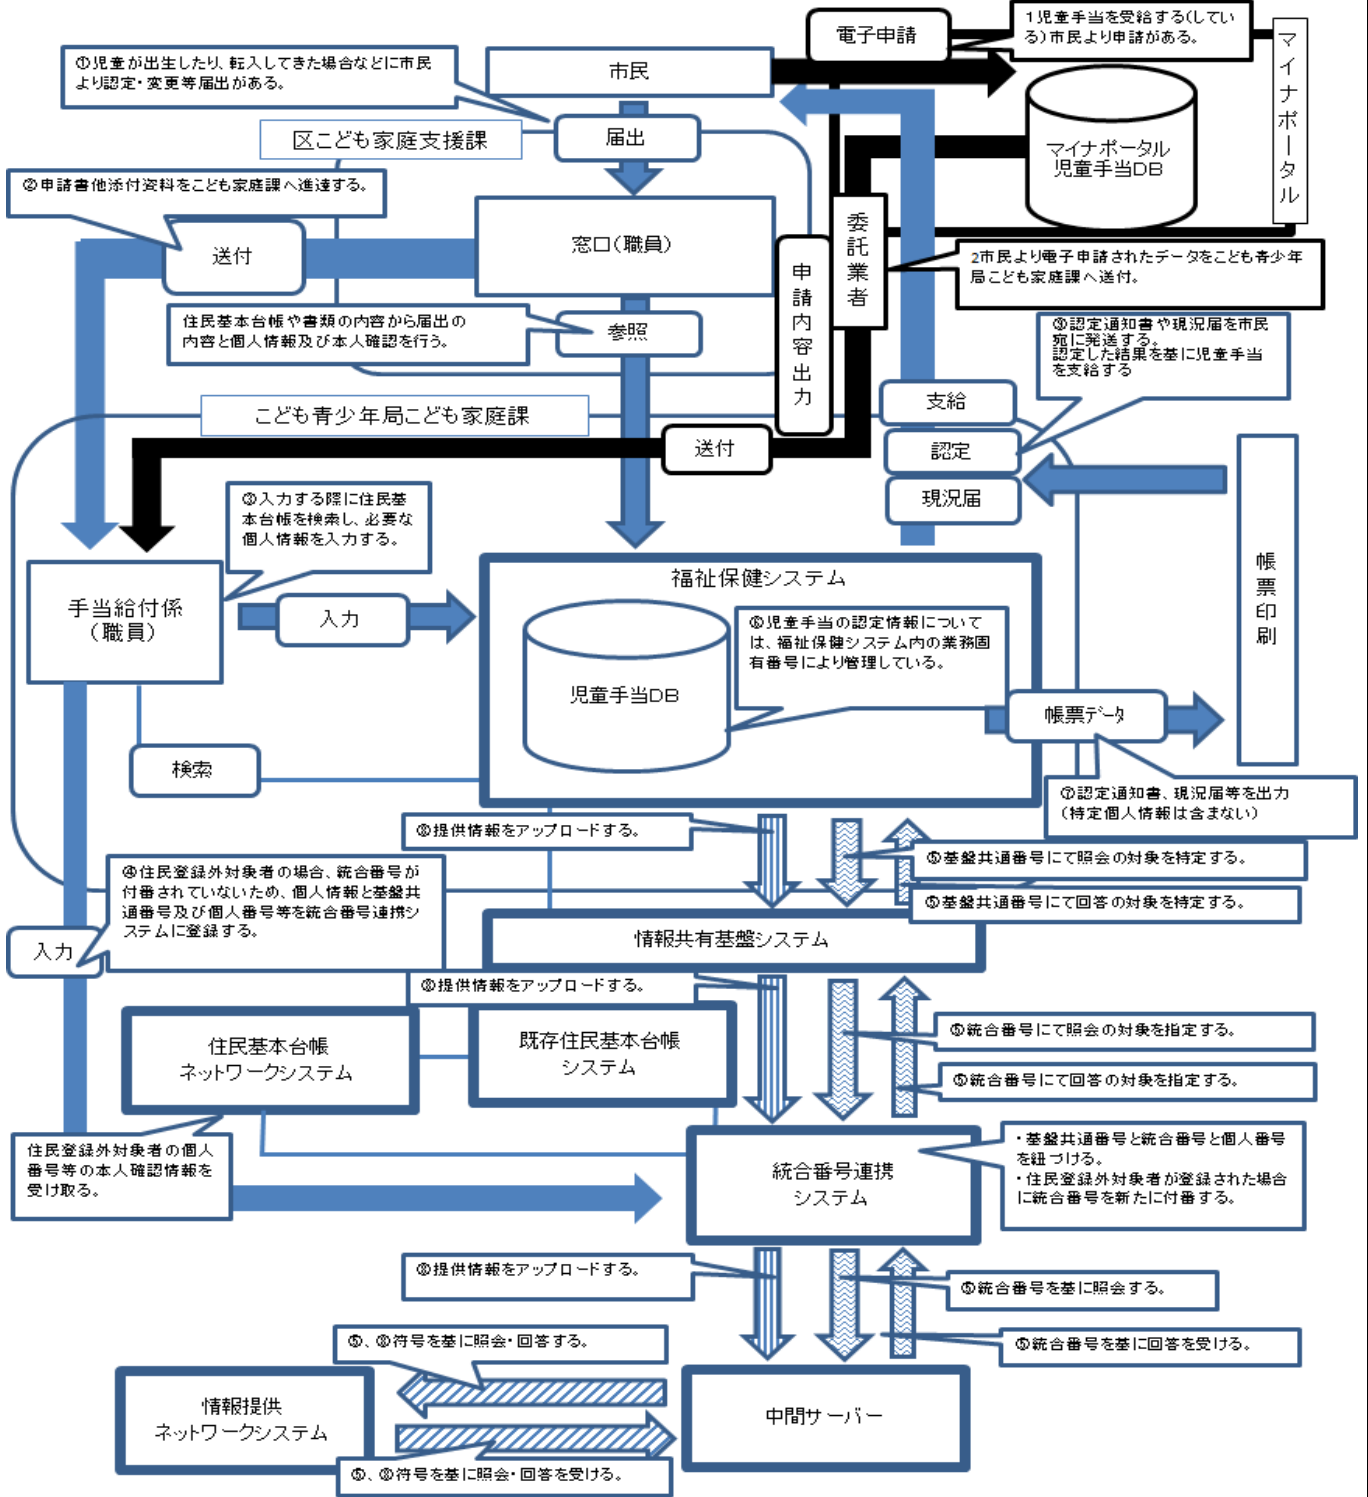 電子申請
1児童手当を受給する(してい
る)市民より申請がある。
マイナポータル
①児童が出生したり、転入してきた場合などに市民
より認定・変更等届出がある。
市民
届出
区こども家庭支援課
マイナポータル
児童手当DB
②申請書他添付資料をこども家庭課へ進達する。
送付
窓口(職員)
委託業者
申請内容出力
2市民より電子申請されたデータをこども青少年
局こども家庭課へ送付。
住民基本台帳や書類の内容から届出の
内容と個人情報及び本人確認を行う。
参照
宛に発送する。
認定した結果を基に児童手当
を支給する
支給
認定
現況届
こども青少年局こども家庭課
送付
③入力する際に住民基
本台帳を検索し、必要な
個人情報を入力する。
帳票印刷
手当給付係
(職員)
入力
福祉保健システム
児童手当DB
⑥児童手当の認定情報について
は、福祉保健システム内の業務固
有番号により管理している。
帳票データ
検索
⑦認定通知書、現況届等を出力
(特定個人情報は含まない)
提供情報をアップロードする。
⑤基盤共通番号にて照会の対象を特定する。
⑤基盤共通番号にて回答の対象を特定する。
④住民登録外対象者の場合、統合番号が
付番されていないため、個人情報と基盤共
通番号及び個人番号等を統合番号連携シ
ステムに登録する。
入力
情報共有基盤システム
提供情報をアップロードする。
住民基本台帳
ネットワークシステム
既存住民基本台帳
システム
⑤統合番号にて照会の対象を指定する。
⑤統合番号にて回答の対象を指定する。
住民登録外対象者の個人
番号等の本人確認情報を
受け取る。
統合番号連携
システム
・基盤共通番号と統合番号と個人番号
を紐づける。
・住民登録外対象者が登録された場合
に統合番号を新たに付番する。
提供情報をアップロードする。
⑤統合番号を基に照会する。
⑤統合番号を基に回答を受ける。
符号を基に照会・回答する。
情報提供
ネットワークシステム
中間サーバー
符号を基に照会・回答を受ける。